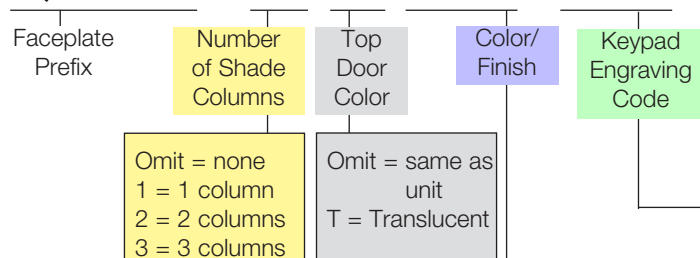 Faceplate
Prefix
Number
of Shade
Columns
Top
Door
Color
Color/
Finish
Keypad
Engraving
Code
Omit = none
1 = 1 column
2 = 2 columns
3 = 3 columns
Omit = same as
unit
T = Translucent